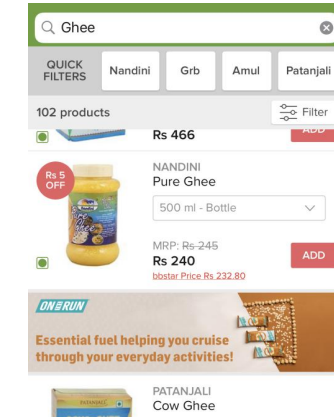 Ghee
QUICK
FILTERS
Nandini
Grb
Amul
Patanjali
102 products
Filter
Rs 466
ADD
Rs 5
OFF
NANDINI
Pure Ghee
500 ml - Bottle
MRP: Rs 245
Rs 240
ADD
bbstar Price Rs 232.80
ON THE RUN
Essential fuel helping you cruise
through your everyday activities!
PATANJALI
PATANJALI
Cow Ghee